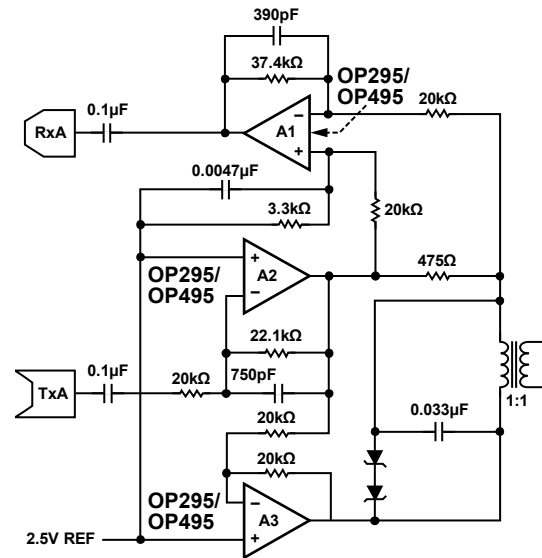 390pF
37.4kΩ
OP295/
OP495
0.1µF
20kΩ
RxA
A1
−
+
0.0047µF
3.3kΩ
20kΩ
+
A2
−
OP295/
OP495
475Ω
22.1kΩ
0.1µF
20kΩ
750pF
TxA
1:1
0.033µF
20kΩ
20kΩ
OP295/
OP495
−
A3
+
2.5V REF